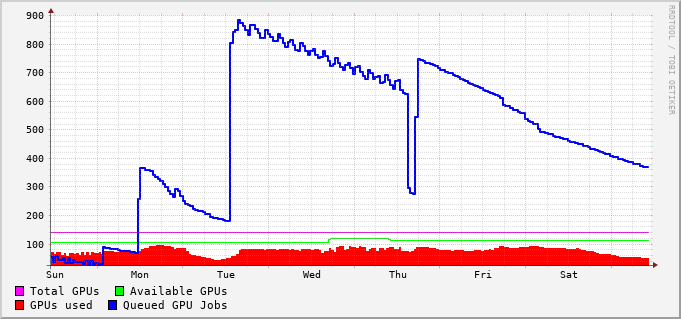 900
800
700
600
500
400
300
200
100
Sun Mon Tue Wed Thu Fri Sat
Total GPUs Available GPUs
GPUs used Queued GPU Jobs
RRDTOOL / TOBI OETIKER